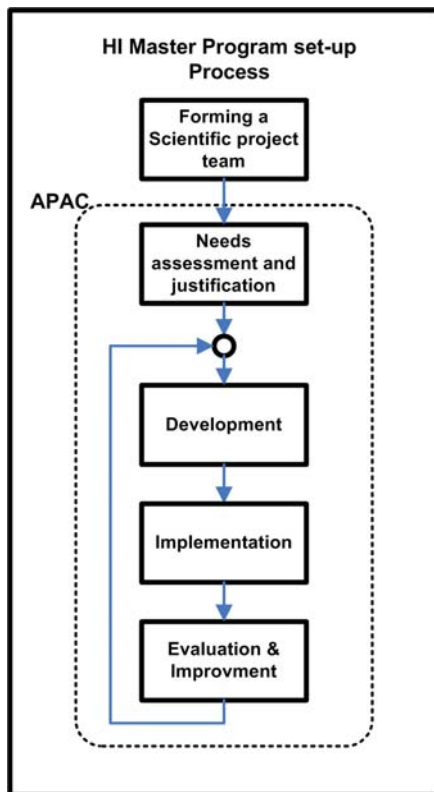 HI Master Program set-up
Process
Forming a
Scientific project
team
APAC
Needs
assessment and
justification
Development
Implementation
Evaluation &
Improvment